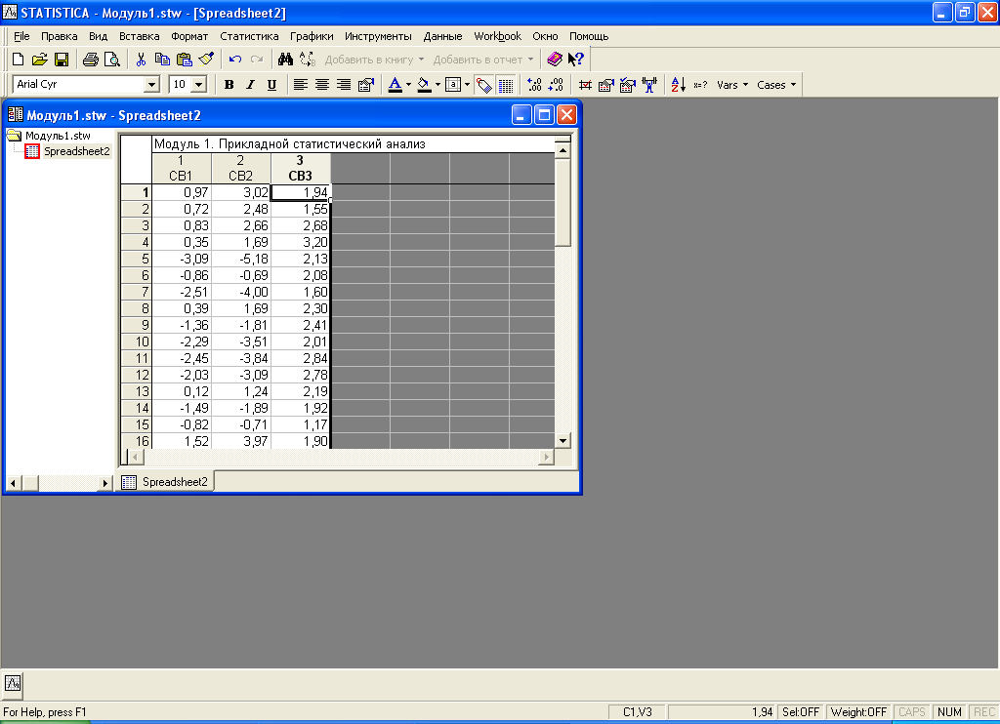 STATISTICA - Модуль1.stw - [Spreadsheet2]
File Правка Вид Вставка Формат Статистика Графики Инструменты Данные Workbook Окно Помощь
Добавить в книгу Добавить в отчет
Arial Cyr 10 B I U A a A Z x=? Vars Cases
Модуль1.stw - Spreadsheet2
Модуль1.stw
Spreadsheet2
Модуль 1. Прикладной статистический анализ
1 2 3
СВ1 СВ2 СВ3
1 0,97 3,02 1,94
2 0,72 2,48 1,55
3 0,83 2,66 2,68
4 0,35 1,69 3,20
5 -3,09 -5,18 2,13
6 -0,86 -0,69 2,08
7 -2,51 -4,00 1,60
8 0,39 1,69 2,30
9 -1,36 -1,81 2,41
10 -2,29 -3,51 2,01
11 -2,45 -3,84 2,84
12 -2,03 -3,09 2,78
13 0,12 1,24 2,19
14 -1,49 -1,89 1,92
15 -0,82 -0,71 1,17
16 1,52 3,97 1,90
Spreadsheet2
For Help, press F1 C1,V3 1,94 Sel:OFF Weight:OFF CAPS NUM REC